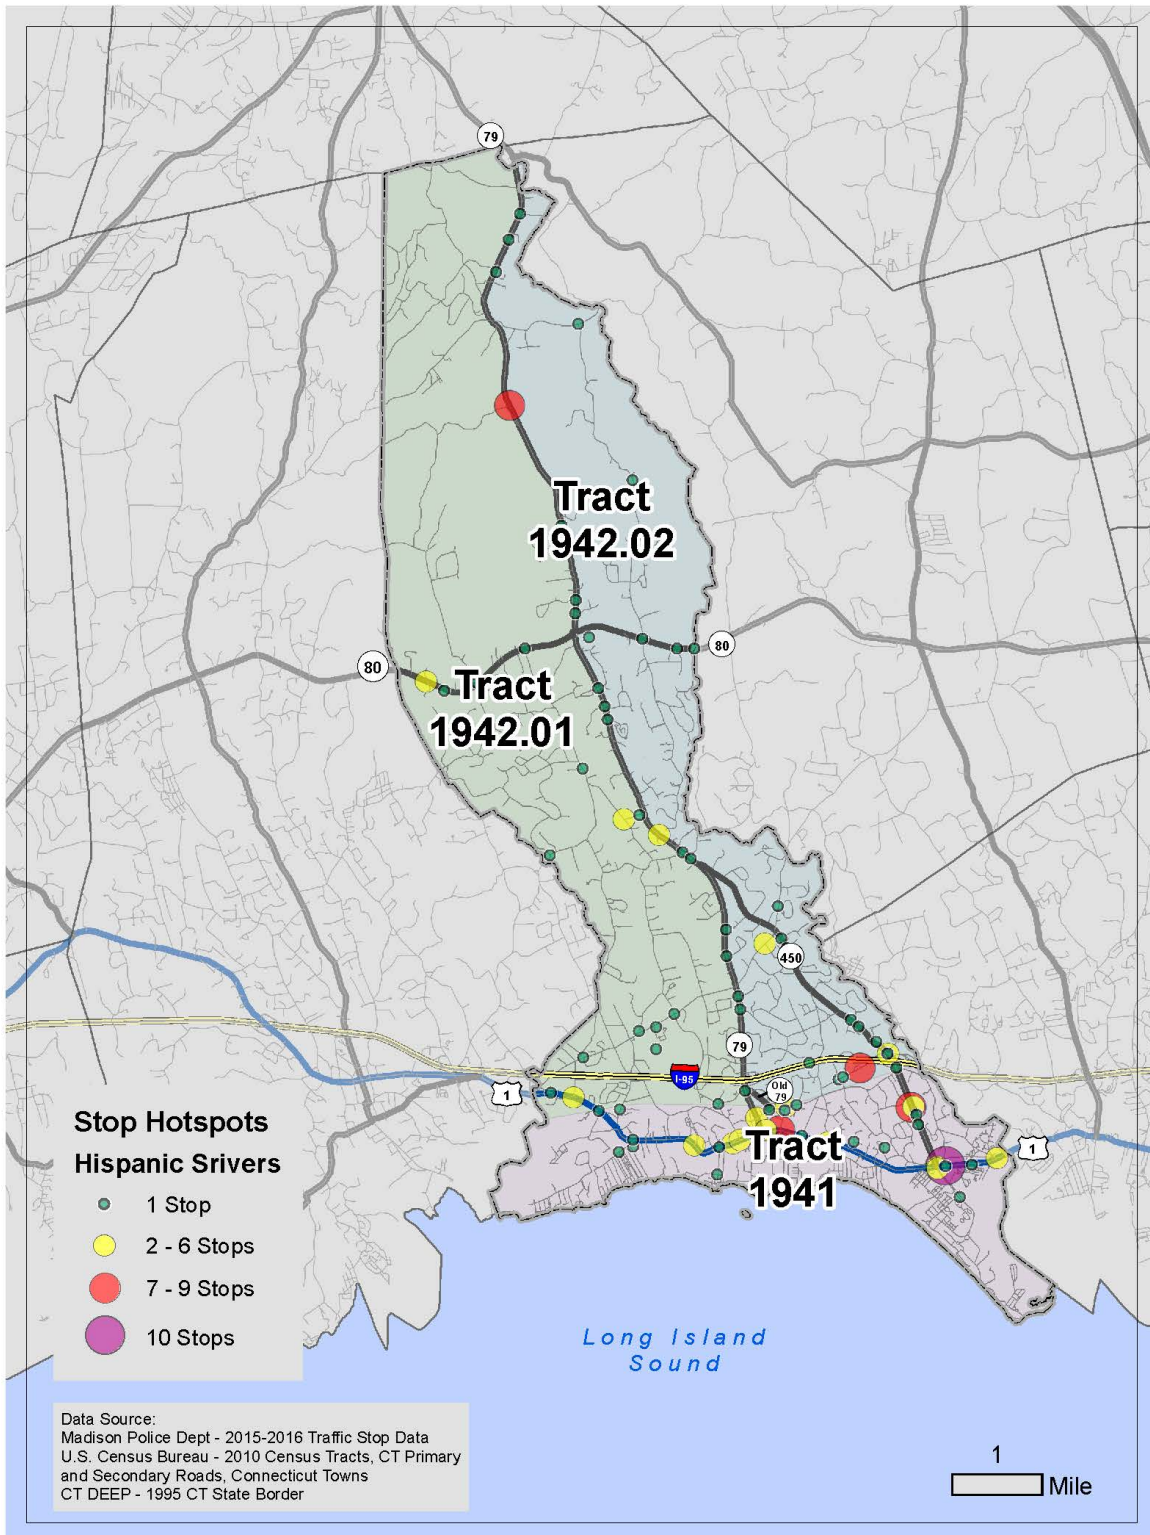 79
Tract
1942.02
80
80
Tract
1942.01
450
79
I-95
Old
79
1
1
Tract
1941
Stop Hotspots
Hispanic Srivers
1 Stop
2 - 6 Stops
7 - 9 Stops
10 Stops
Long Island
Sound
Data Source:
Madison Police Dept - 2015-2016 Traffic Stop Data
U.S. Census Bureau - 2010 Census Tracts, CT Primary
and Secondary Roads, Connecticut Towns
CT DEEP - 1995 CT State Border
1
Mile